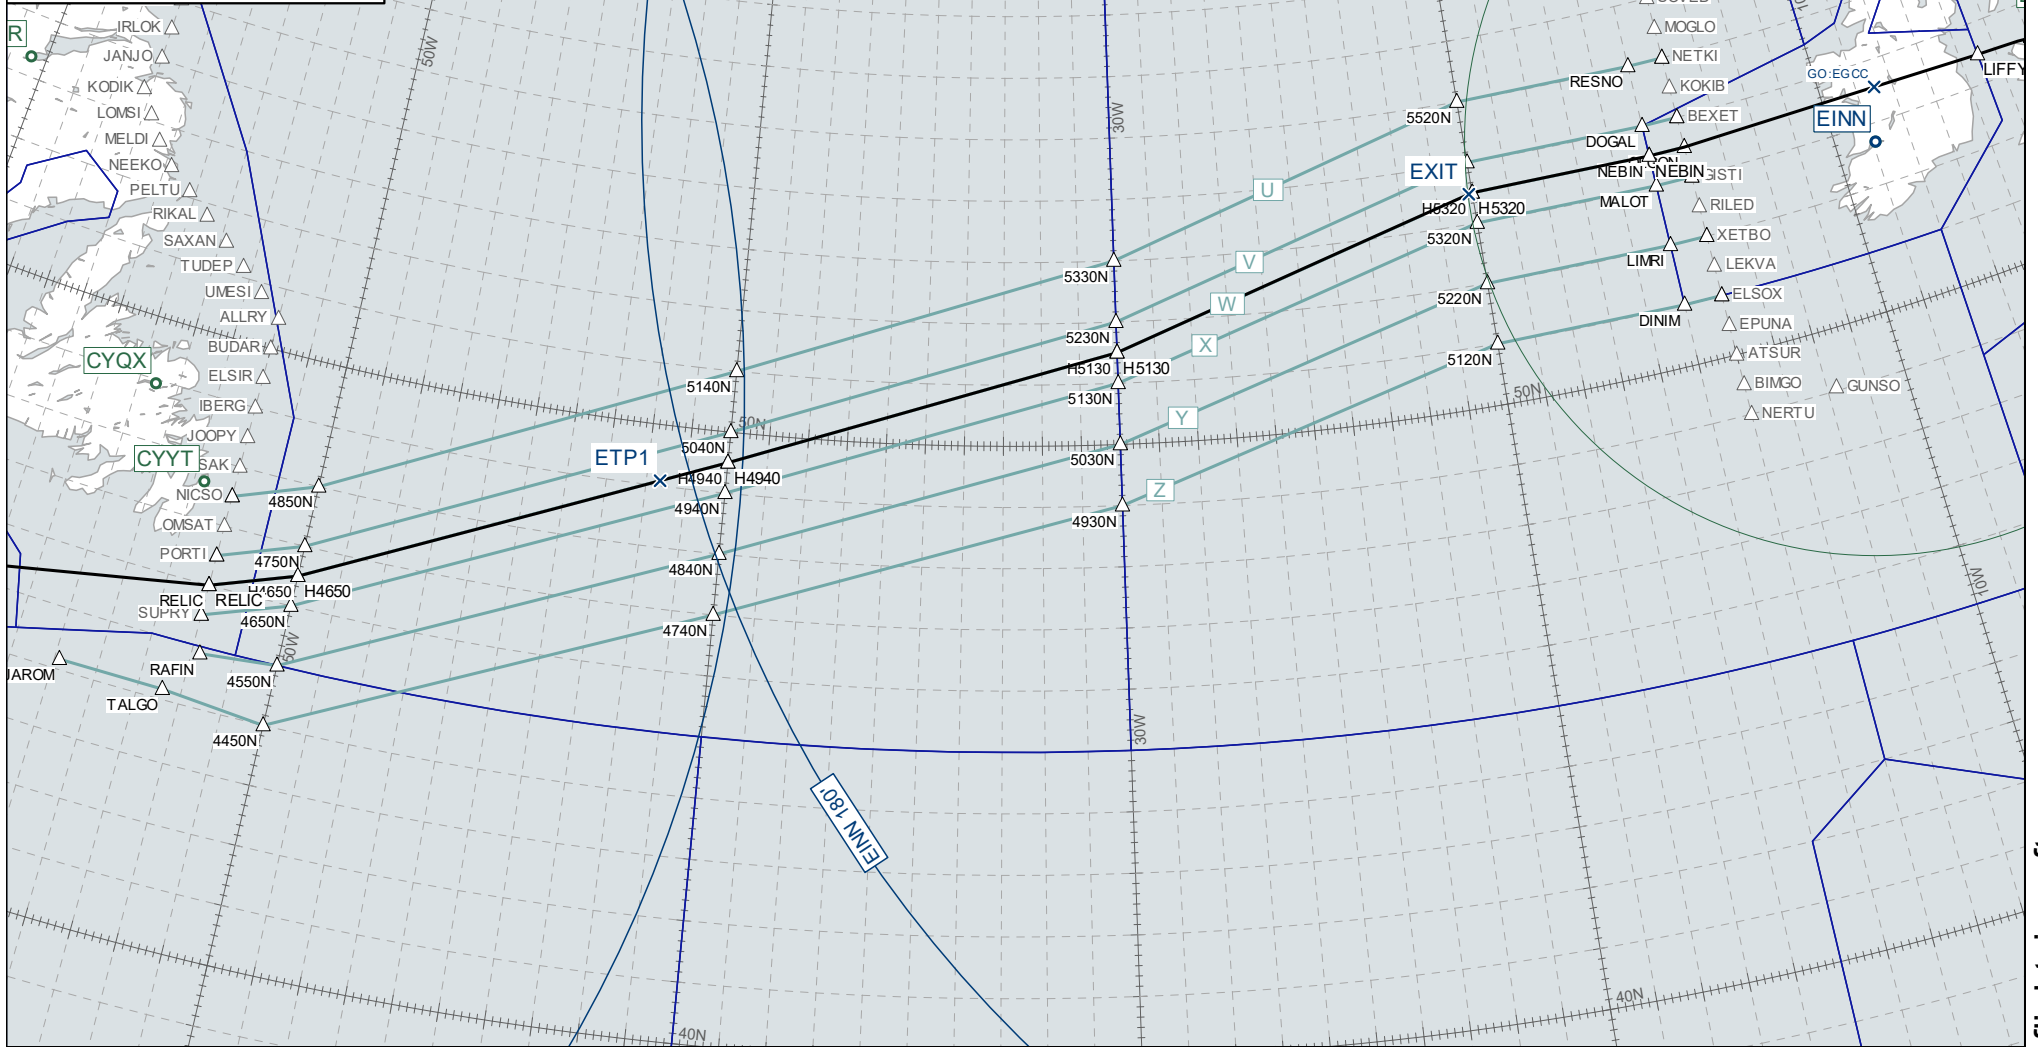 IRLOK
R
JANJO
KODIK
LOMSI
MELDI
NEEKO
PELTU
RIKAL
SAXAN
TUDEP
UMESI
ALLRY
BUDAR
CYQX
ELSIR
IBERG
JOOPY
CYYT
SAK
NICSO
OMSAT
PORTI
RELIC
RELIC
SUPRY
JAROM
RAFIN
TALGO
50W
4850N
4750N
H4650
H4650
4650N
50W
4550N
4450N
ETP1
5140N
50N
5040N
H4940
H4940
4940N
4840N
4740N
EINN 180'
40N
30W
5330N
5230N
H5130
H5130
5130N
5030N
4930N
30W
U
V
W
X
Y
Z
5520N
EXIT
H5320
H5320
5320N
5220N
5120N
50N
MOGLO
NETKI
RESNO
KOKIB
BEXET
DOGAL
NEBIN
NEBIN
GISTI
MALOT
RILED
XETBO
LIMRI
LEKVA
ELSOX
DINIM
EPUNA
ATSUR
BIMGO
GUNSO
NERTU
GO:EGCC
EINN
LIFFY
10W
40N